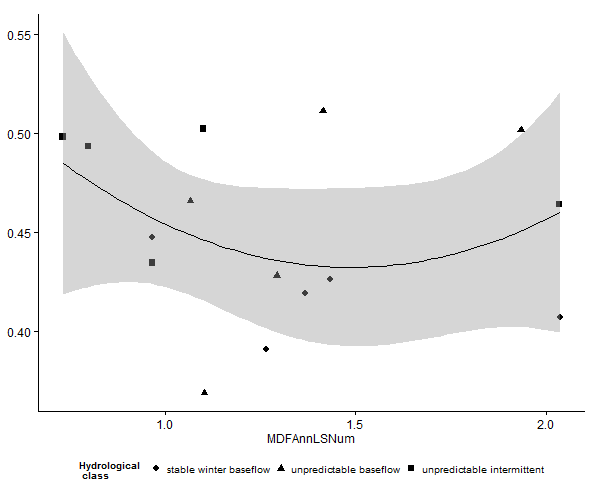 0.55
0.50
0.45
0.40
1.0 1.5 2.0
MDFAnnLSNum
Hydrological
class
stable winter baseflow unpredictable baseflow unpredictable intermittent